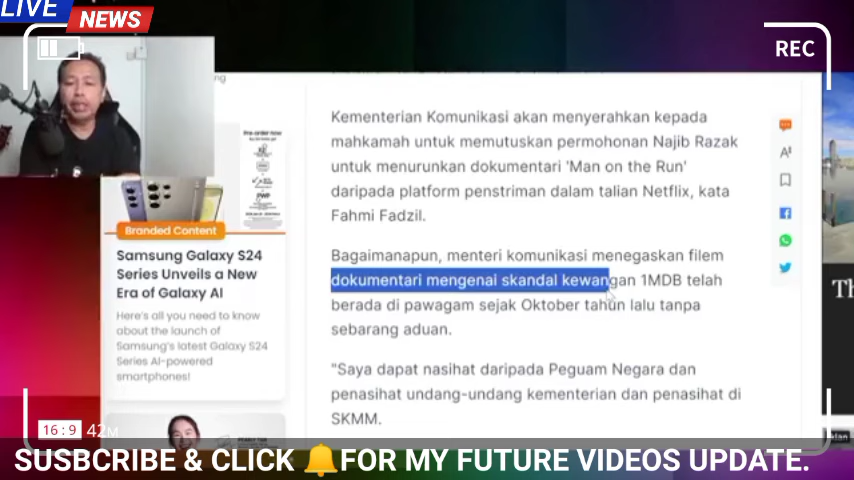 LIVE
NEWS
REC
Kementerian Komunikasi akan menyerahkan kepada
mahkamah untuk memutuskan permohonan Najib Razak
untuk menurunkan dokumentari 'Man on the Run'
daripada platform penstriman dalam talian Netflix, kata
Fahmi Fadzil.
Bagaimanapun, menteri komunikasi menegaskan filem
dokumentari mengenai skandal kewangan 1MDB telah
berada di pawagam sejak Oktober tahun lalu tanpa
sebarang aduan.
"Saya dapat nasihat daripada Peguam Negara dan
penasihat undang-undang kementerian dan penasihat di
SKMM.
Branded Content
Samsung Galaxy S24
Series Unveils a New
Era of Galaxy AI
Here's all you need to know
about the launch of
Samsung's latest Galaxy S24
Series AI-powered
smartphones!
16:9 42M
SUSBCRIBE & CLICK 🔔FOR MY FUTURE VIDEOS UPDATE.